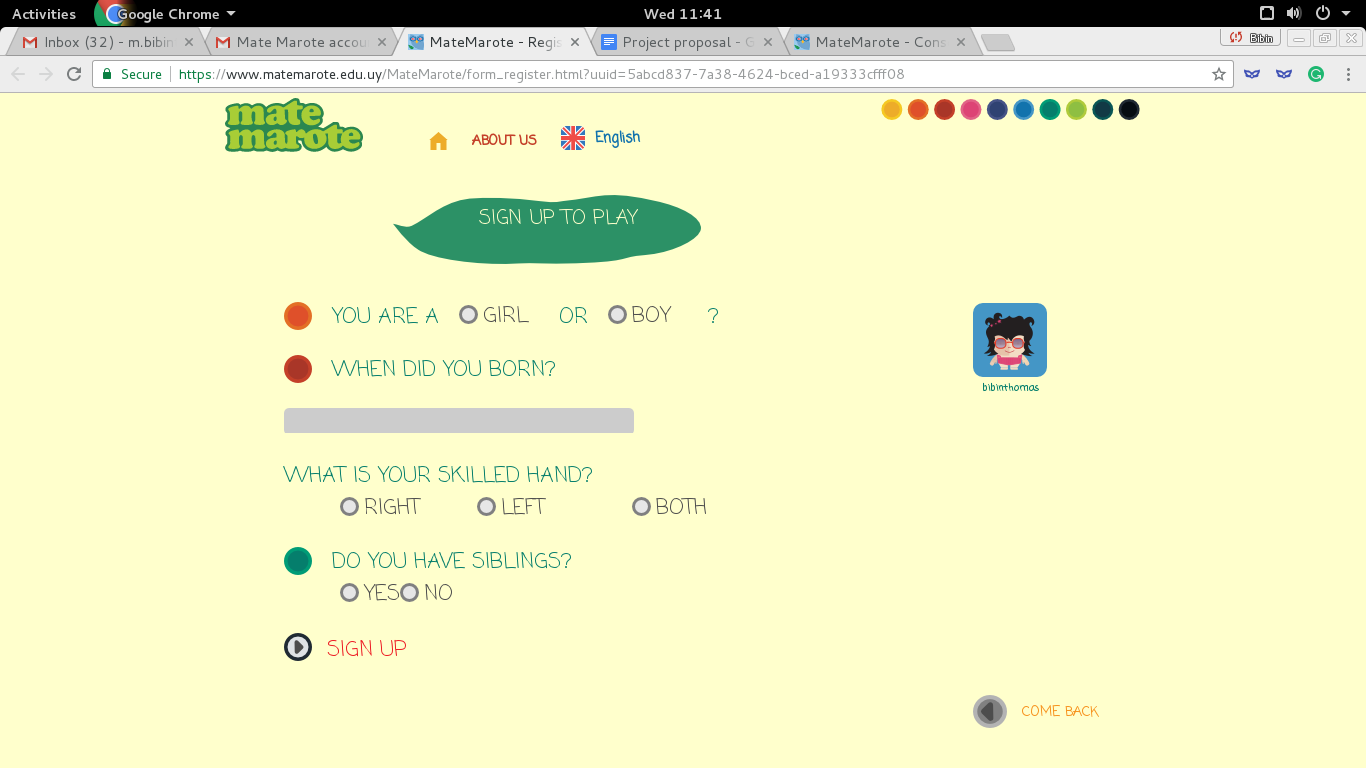 Activities Google Chrome Wed 11:41
Inbox (32) - m.bibin Mate Marote accou MateMarote - Regis Project proposal - G MateMarote - Cons Bibin
Secure https://www.matemarote.edu.uy/MateMarote/form_register.html?uuid=5abcd837-7a38-4624-bced-a19333cfff08
mate
marote
ABOUT US English
SIGN UP TO PLAY
YOU ARE A GIRL OR BOY ?
WHEN DID YOU BORN?
bibinthomas
WHAT IS YOUR SKILLED HAND?
RIGHT LEFT BOTH
DO YOU HAVE SIBLINGS?
YES NO
SIGN UP
COME BACK